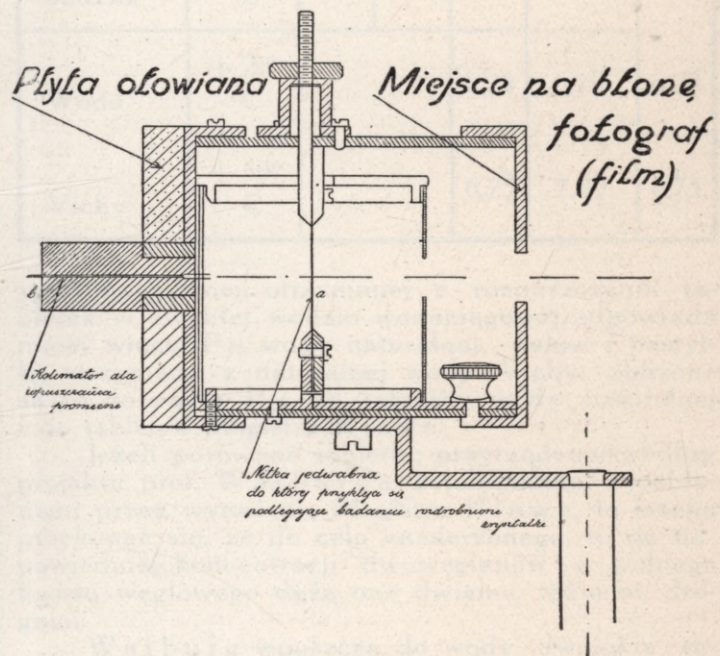 Płyta ołowiana
Miejsce na błonę
fotograf
(film)
b
a
Kolimator dla
promieni
Nitka jedwabna
do której przykleja się
podlegające badaniu rozdrobnione
kryształki